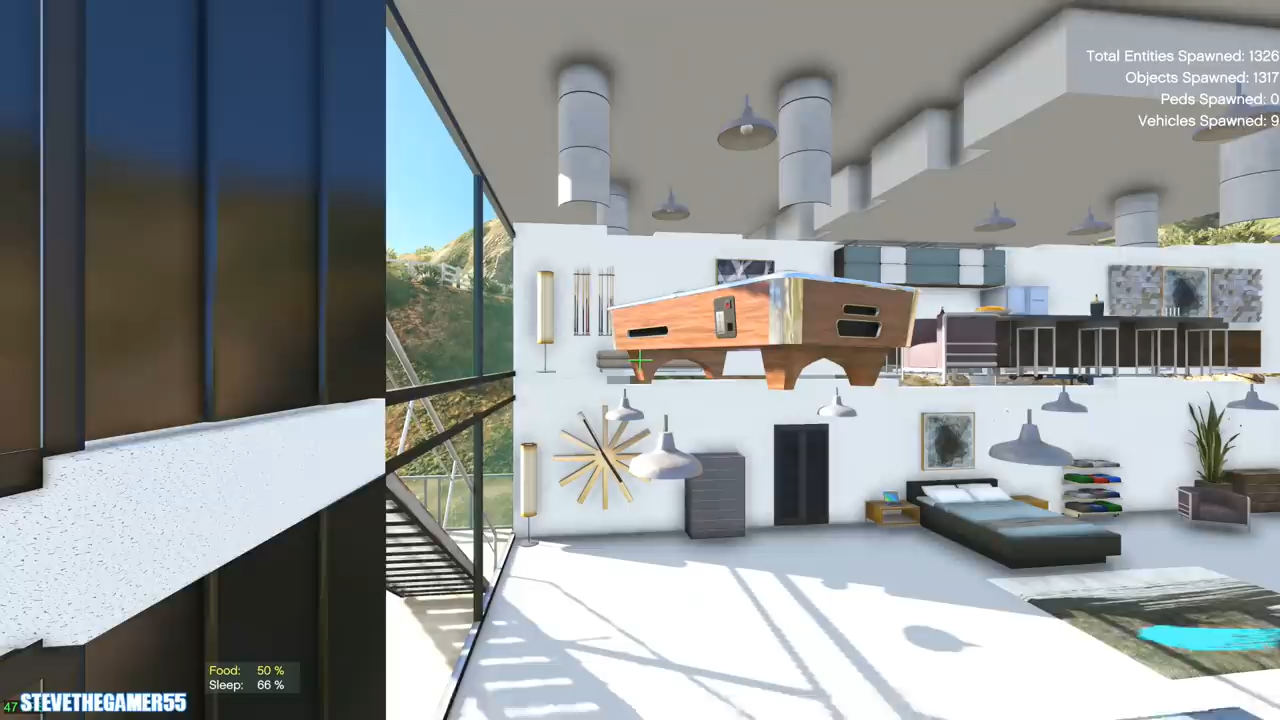 Total Entities Spawned: 1326
Objects Spawned: 1317
Peds Spawned: 0
Vehicles Spawned: 9
Food: 50 %
Sleep: 66 %
47 STEVETHEGAMER55